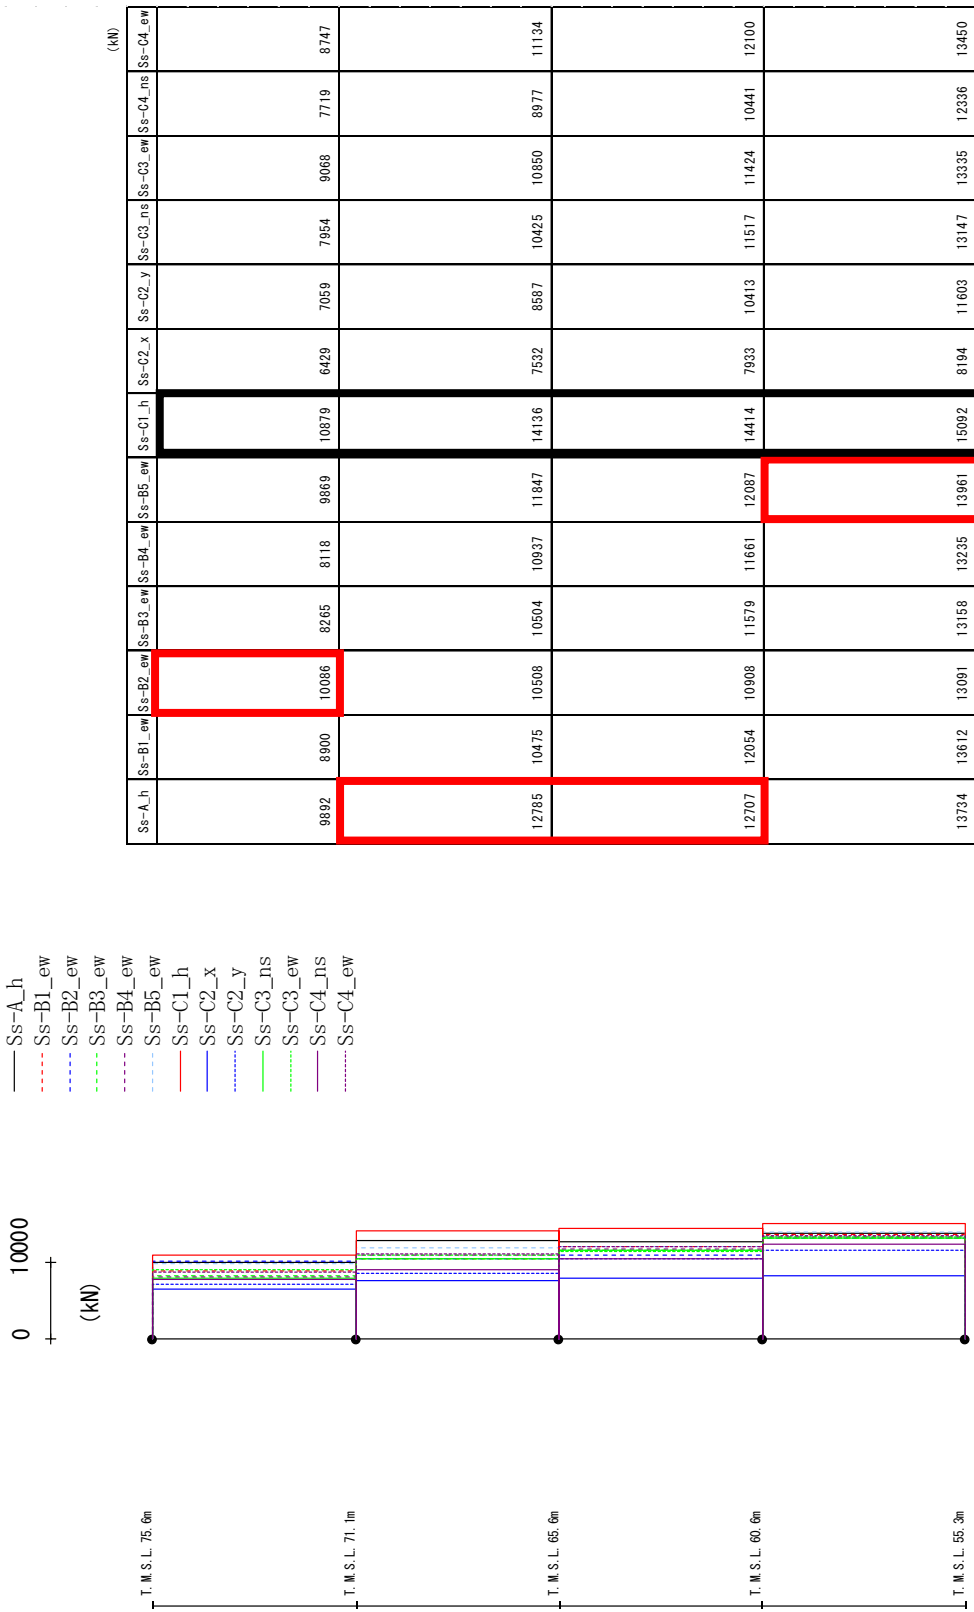 T.M.S.L. 75.6m
T.M.S.L. 71.1m
T.M.S.L. 65.6m
T.M.S.L. 60.6m
T.M.S.L. 55.3m
0 10000
(kN)
Ss-A_h
Ss-B1_ew
Ss-B2_ew
Ss-B3_ew
Ss-B4_ew
Ss-B5_ew
Ss-C1_h
Ss-C2_x
Ss-C2_y
Ss-C3_ns
Ss-C3_ew
Ss-C4_ns
Ss-C4_ew
(kN)
Ss-A_h Ss-B1_ew Ss-B2_ew Ss-B3_ew Ss-B4_ew Ss-B5_ew Ss-C1_h Ss-C2_x Ss-C2_y Ss-C3_ns Ss-C3_ew Ss-C4_ns Ss-C4_ew
9892 8900 10086 8265 8118 9869 10879 6429 7059 7954 9068 7719 8747
12785 10475 10508 10504 10937 11847 14136 7532 8587 10425 10850 8977 11134
12707 12054 10908 11579 11661 12087 14414 7933 10413 11517 11424 10441 12100
13734 13612 13091 13158 13235 13961 15092 8194 11603 13147 13335 12336 13450